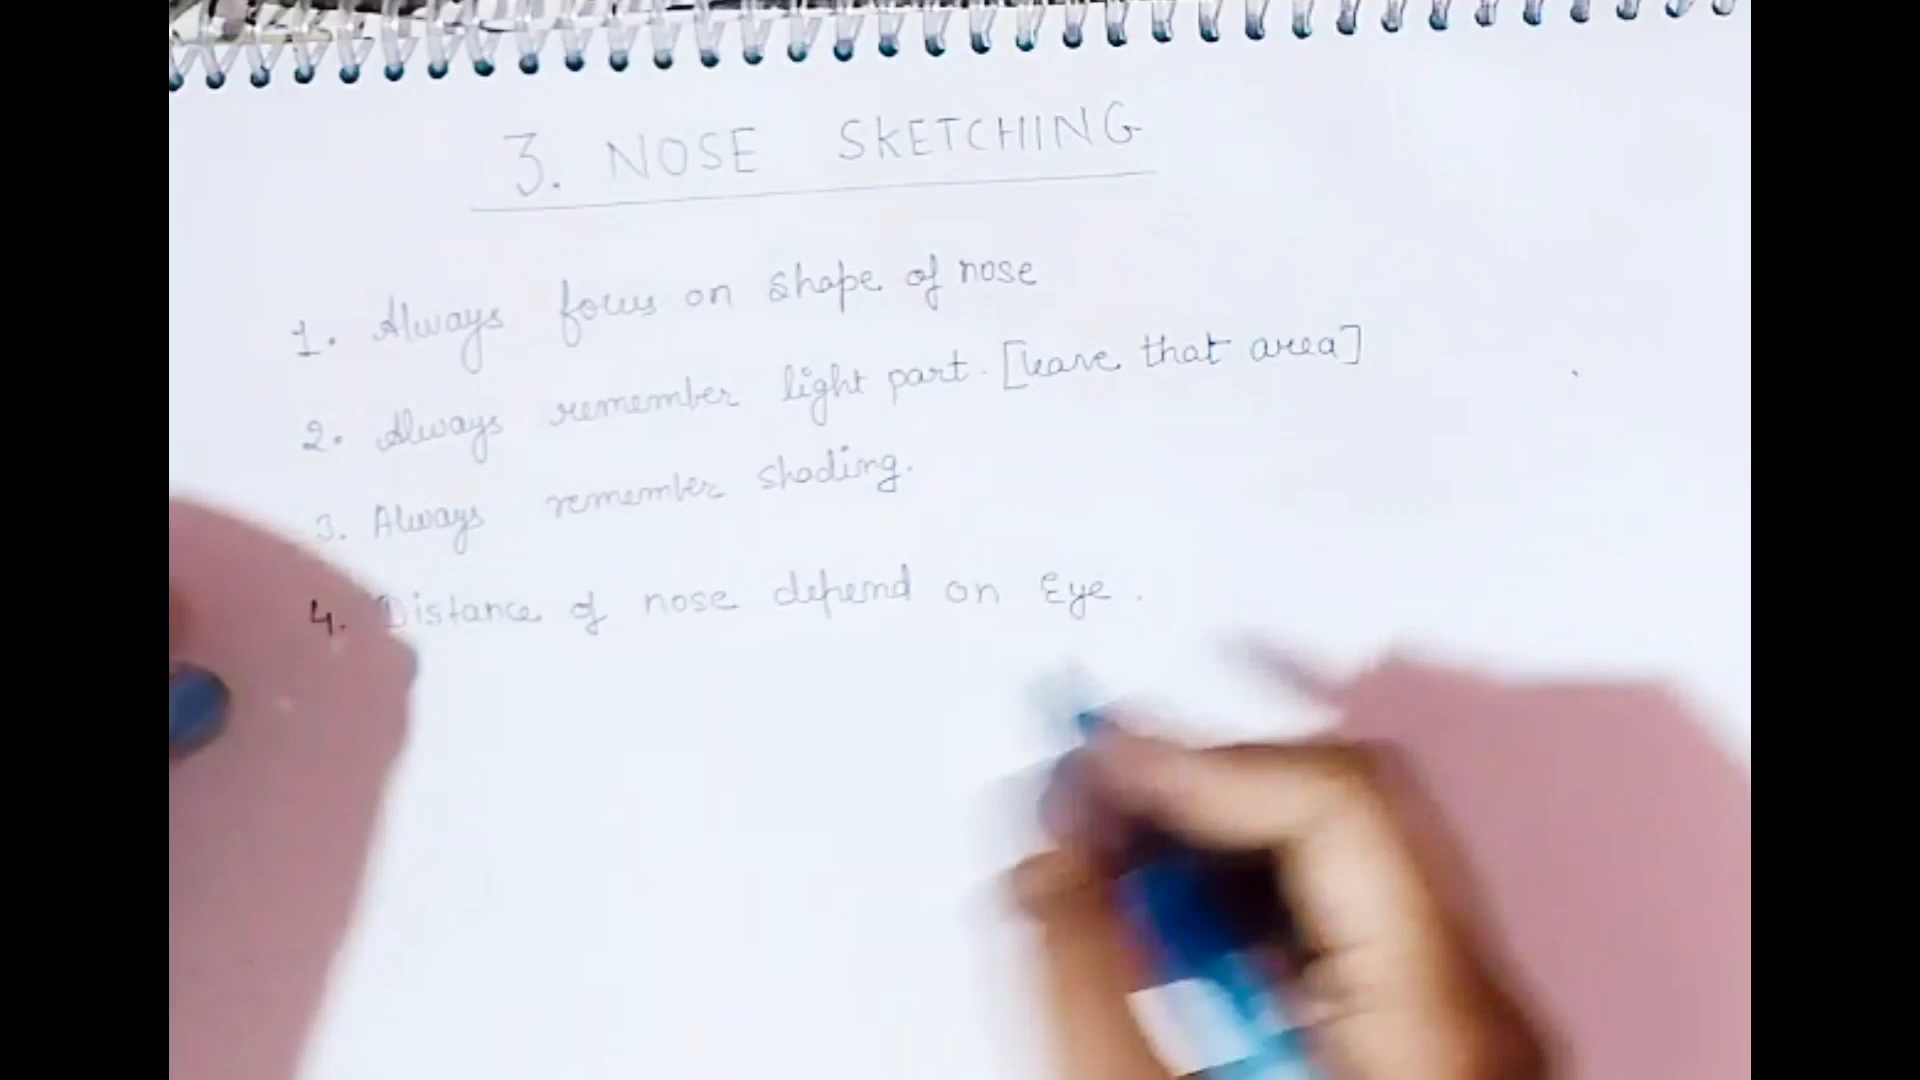 3. NOSE SKETCHING
1. Always focus on shape of nose
2. Always remember light part. [leave that area]
3. Always remember shading.
4. Distance of nose depend on Eye.